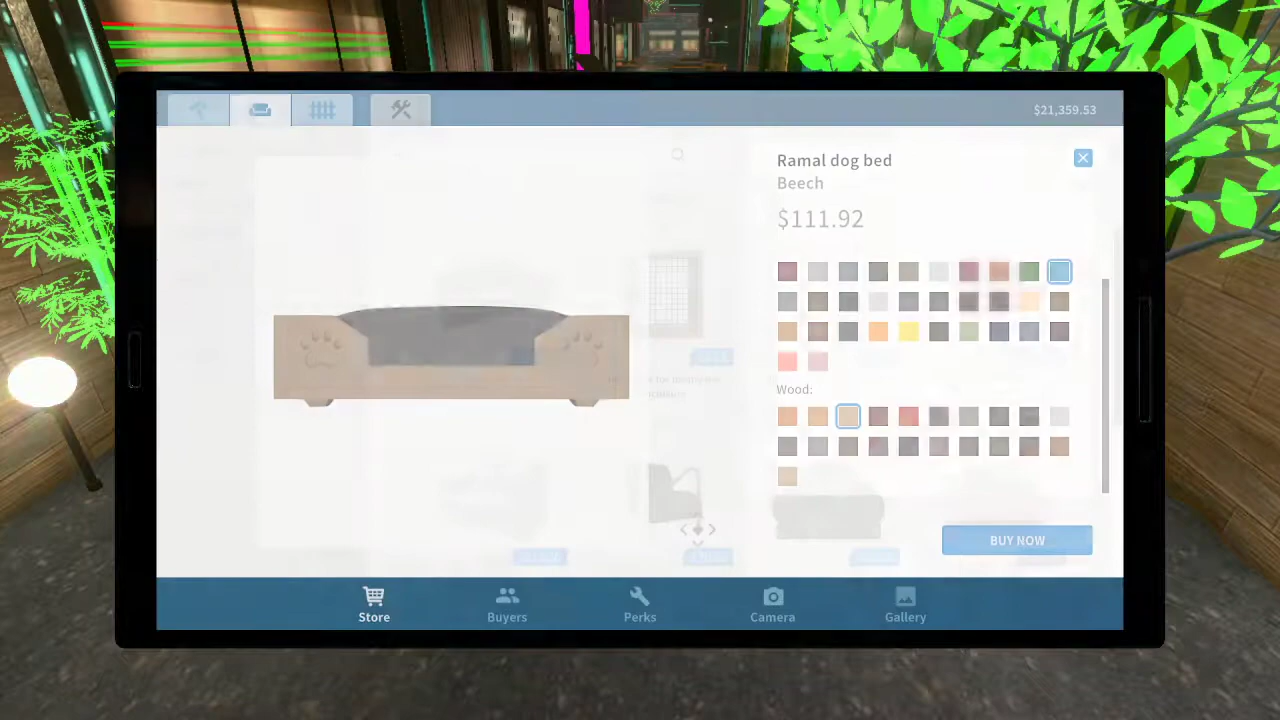 $21,359.53
Ramal dog bed
Beech
$111.92
Wood:
BUY NOW
Store
Buyers
Perks
Camera
Gallery